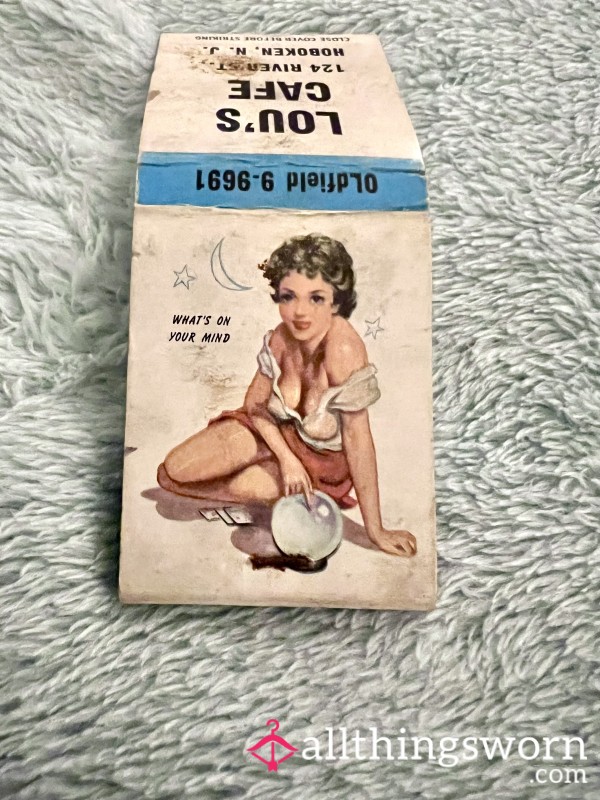 CLOSE COVER BEFORE STRIKING
HOBOKEN, N. J.
124 RIVER ST.
LOU'S
CAFE
OLdfield 9-9691
WHAT'S ON
YOUR MIND
allthingsworn
.com